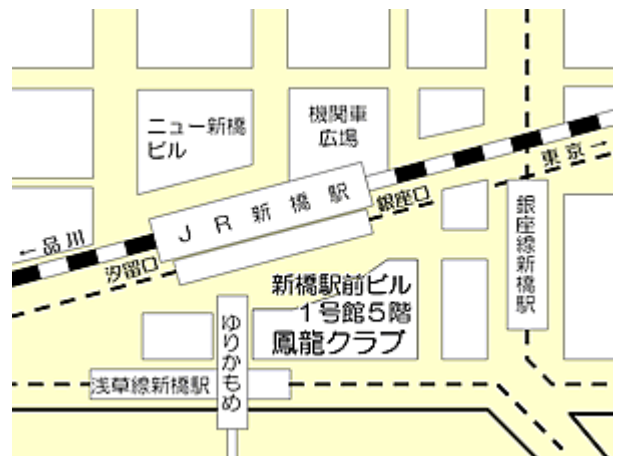 ニュー新橋
ビル
機関車
広場
東京→
JR新橋駅
銀座口
←品川
汐留口
銀座線新橋駅
新橋駅前ビル
1号館5階
鳳龍クラブ
ゆりかもめ
浅草線新橋駅